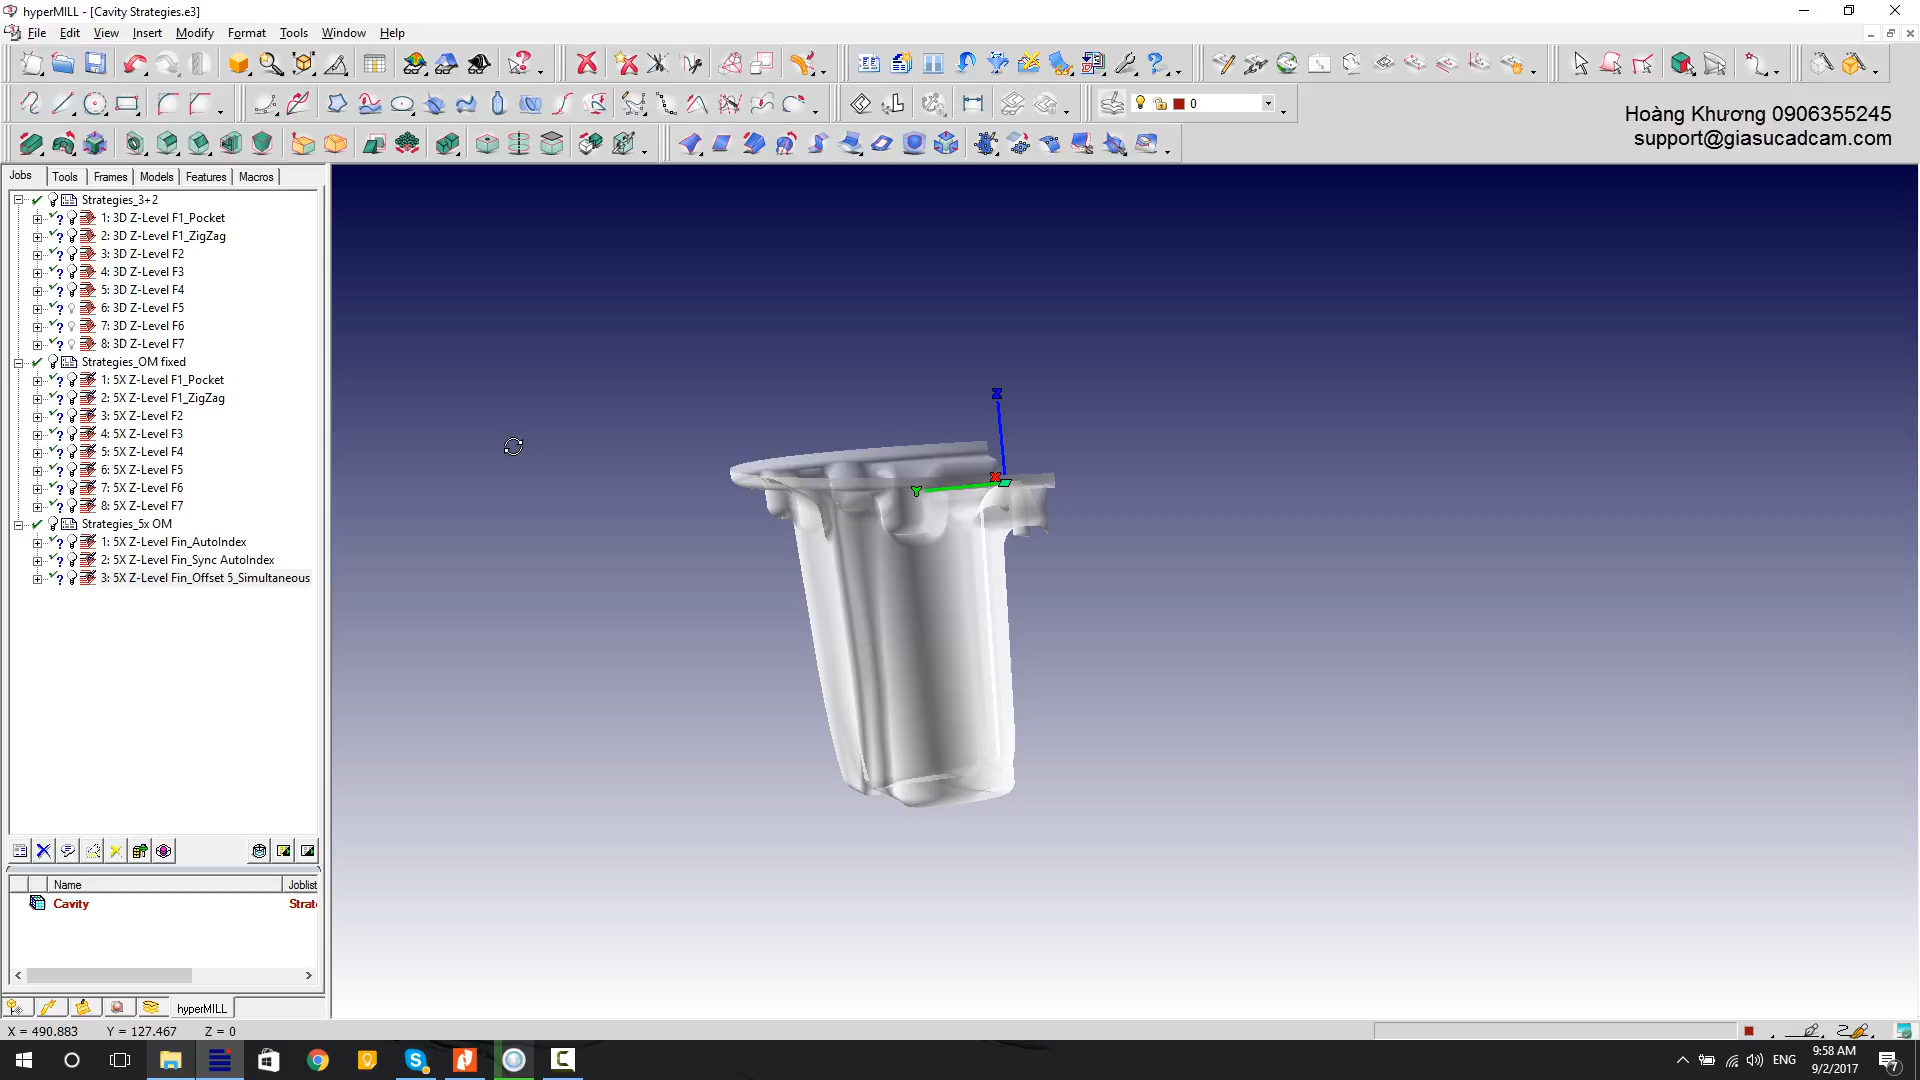 hyperMILL - [Cavity Strategies.e3]
File Edit View Insert Modify Format Tools Window Help
0
Hoàng Khương 0906355245
support@giasucadcam.com
Jobs Tools Frames Models Features Macros
Strategies_3+2
1: 3D Z-Level F1_Pocket
2: 3D Z-Level F1_ZigZag
3: 3D Z-Level F2
4: 3D Z-Level F3
5: 3D Z-Level F4
6: 3D Z-Level F5
7: 3D Z-Level F6
8: 3D Z-Level F7
Strategies_OM fixed
1: 5X Z-Level F1_Pocket
2: 5X Z-Level F1_ZigZag
3: 5X Z-Level F2
4: 5X Z-Level F3
5: 5X Z-Level F4
6: 5X Z-Level F5
7: 5X Z-Level F6
8: 5X Z-Level F7
Strategies_5x OM
1: 5X Z-Level Fin_AutoIndex
2: 5X Z-Level Fin_Sync AutoIndex
3: 5X Z-Level Fin_Offset 5_Simultaneous
Z
X
Y
Name Joblist
Cavity Strate
hyperMILL
X = 490.883 Y = 127.467 Z = 0
ENG
9:58 AM
9/2/2017
7